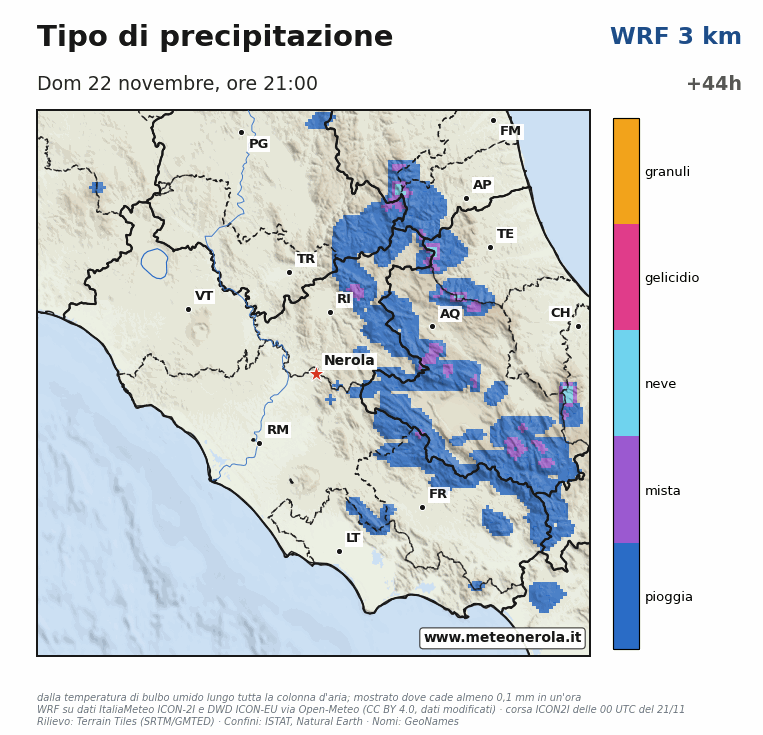 Tipo di precipitazione
WRF 3 km
Dom 22 novembre, ore 21:00
+44h
FM
PG
AP
TE
TR
VT
RI
AQ
CH
Nerola
RM
FR
LT
www.meteonerola.it
granuli
gelicidio
neve
mista
pioggia
dalla temperatura di bulbo umido lungo tutta la colonna d'aria; mostrato dove cade almeno 0,1 mm in un'ora
WRF su dati ItaliaMeteo ICON-2I e DWD ICON-EU via Open-Meteo (CC BY 4.0, dati modificati) · corsa ICON2I delle 00 UTC del 21/11
Rilievo: Terrain Tiles (SRTM/GMTED) · Confini: ISTAT, Natural Earth · Nomi: GeoNames